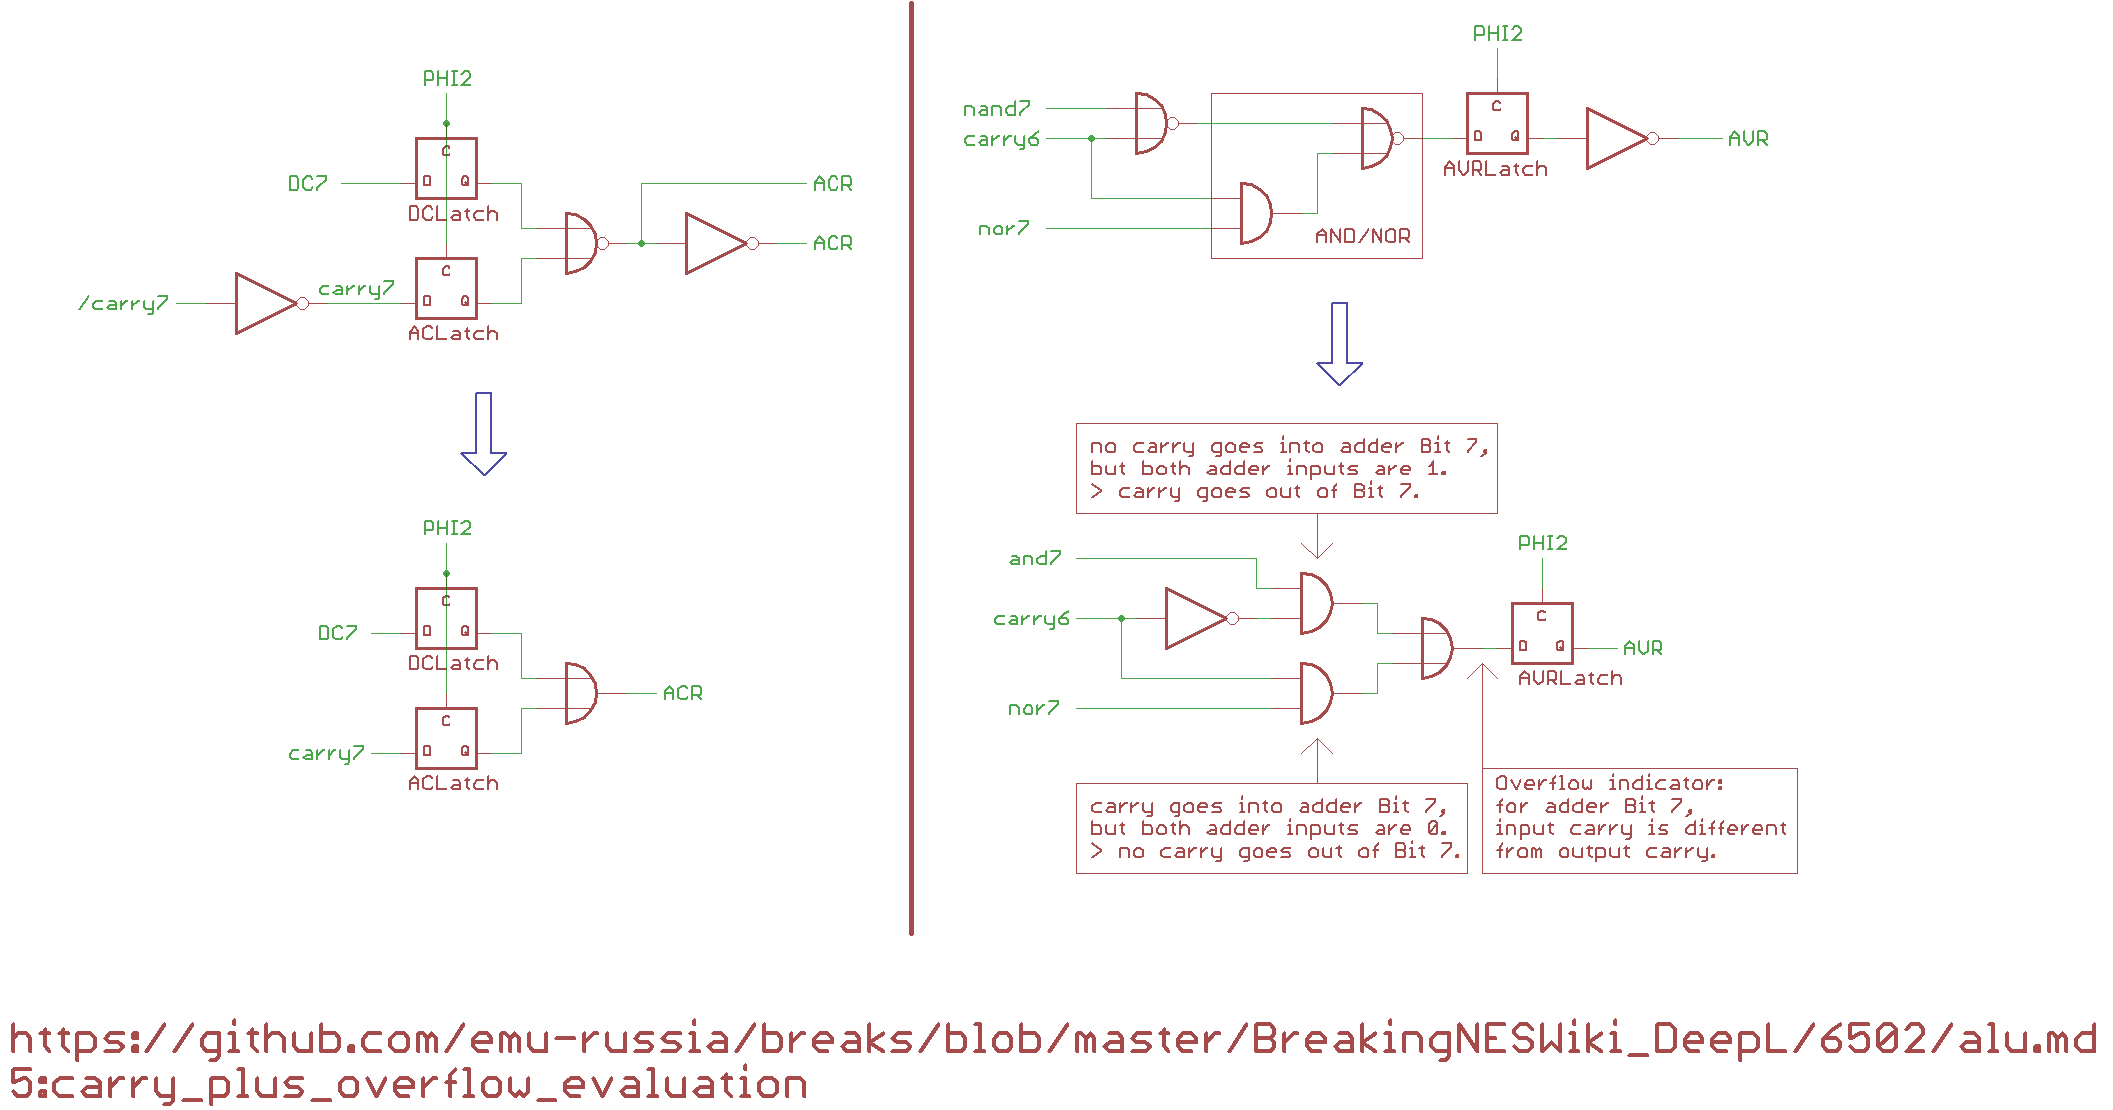 PHI2
DC7
C
D
Q
DCLatch
ACR
ACR
/carry7
carry7
C
D
Q
ACLatch
PHI2
DC7
C
D
Q
DCLatch
ACR
carry7
C
D
Q
ACLatch
PHI2
nand7
carry6
nor7
AND/NOR
C
D
Q
AVRLatch
AVR
no carry goes into adder Bit 7,
but both adder inputs are 1.
> carry goes out of Bit 7.
and7
carry6
nor7
PHI2
C
D
Q
AVRLatch
AVR
carry goes into adder Bit 7,
but both adder inputs are 0.
> no carry goes out of Bit 7.
Overflow indicator:
for adder Bit 7,
input carry is different
from output carry.
https://github.com/emu-russia/breaks/blob/master/BreakingNESWiki_DeepL/6502/alu.md
5:carry_plus_overflow_evaluation